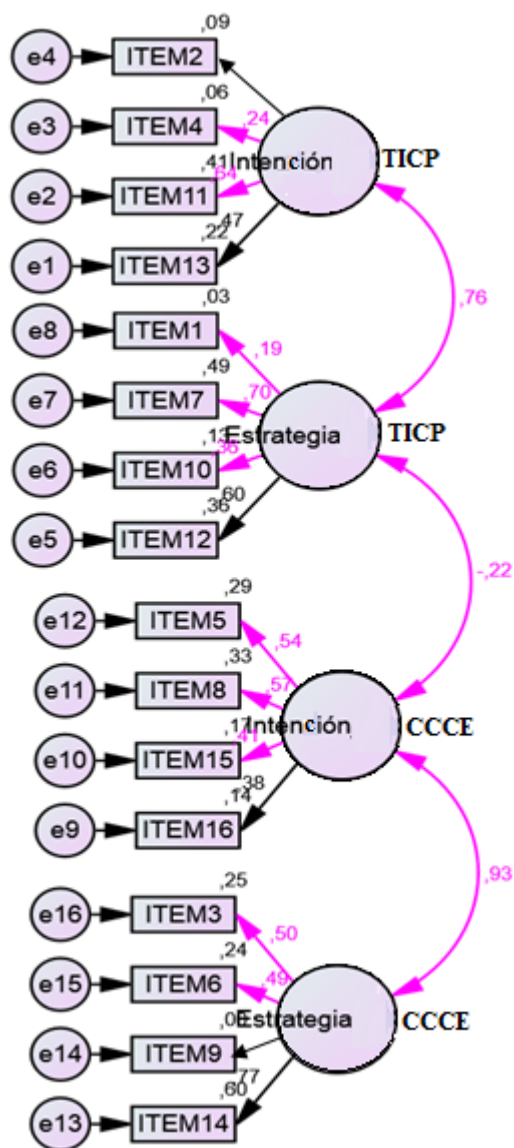 ,09
e4 ITEM2
,06
e3 ITEM4 ,24
Intención TICP
,41
e2 ITEM11 ,64
,47
,22
e1 ITEM13
,76
,03
e8 ITEM1 ,19
,49
e7 ITEM7 ,70
Estrategia TICP
,13
e6 ITEM10 ,36
,60
,36
e5 ITEM12
-,22
,29
e12 ITEM5 ,54
,33
e11 ITEM8 ,57
Intención CCCE
,17
e10 ITEM15 ,41
,38
,14
e9 ITEM16
,93
,25
e16 ITEM3 ,50
,24
e15 ITEM6 ,49
Estrategia CCCE
e14 ITEM9
,77
,60
e13 ITEM14